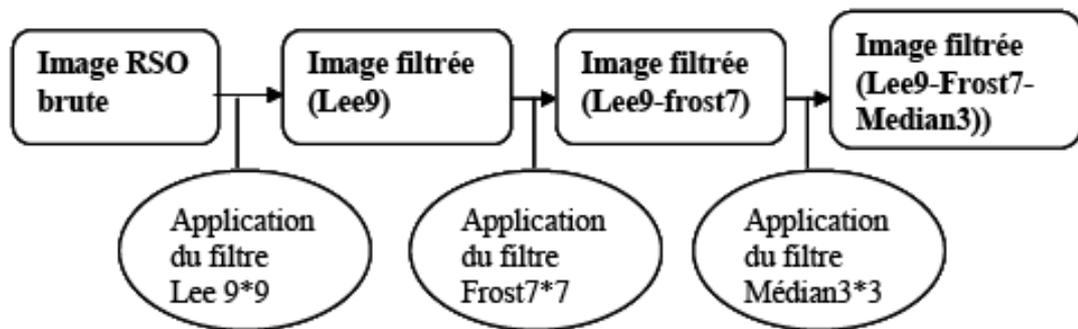 Image RSO
brute
Image filtrée
(Lee9)
Image filtrée
(Lee9-frost7)
Image filtrée
(Lee9-Frost7-
Median3))
Application
du filtre
Lee 9*9
Application
du filtre
Frost7*7
Application
du filtre
Médian3*3